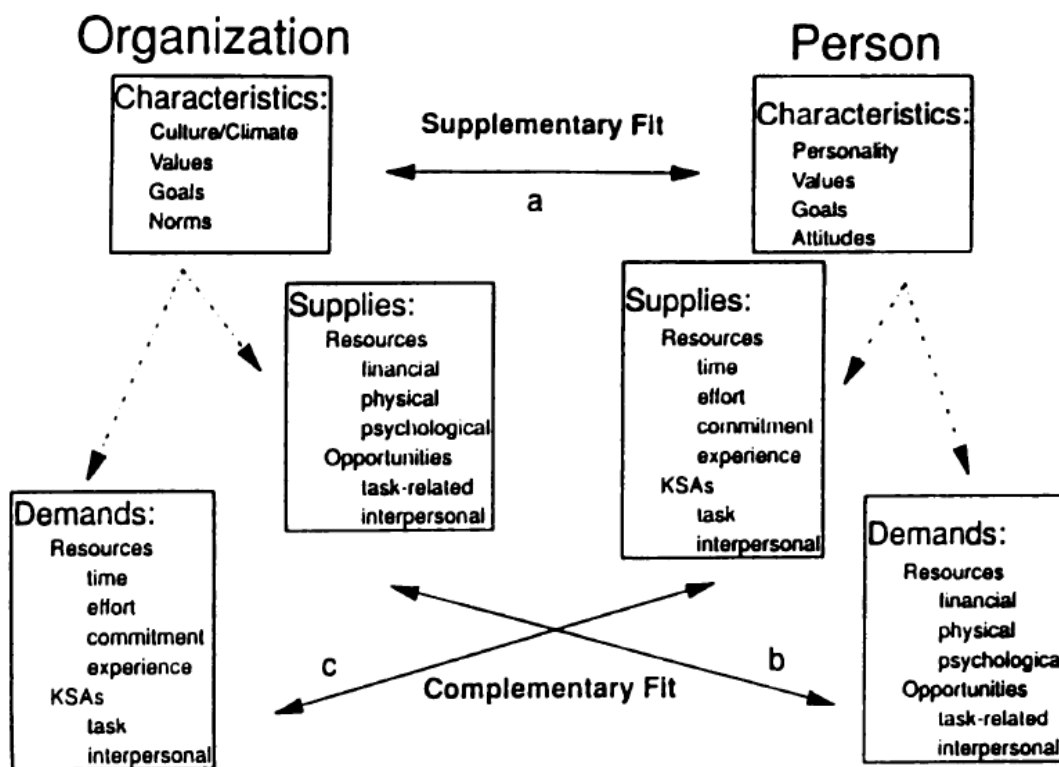 Organization
Person
Characteristics:
Culture/Climate
Values
Goals
Norms
Supplementary Fit
a
Characteristics:
Personality
Values
Goals
Attitudes
Supplies:
Resources
financial
physical
psychological
Opportunities
task-related
interpersonal
Supplies:
Resources
time
effort
commitment
experience
KSAs
task
interpersonal
Demands:
Resources
time
effort
commitment
experience
KSAs
task
interpersonal
c
b
Complementary Fit
Demands:
Resources
financial
physical
psychological
Opportunities
task-related
interpersonal